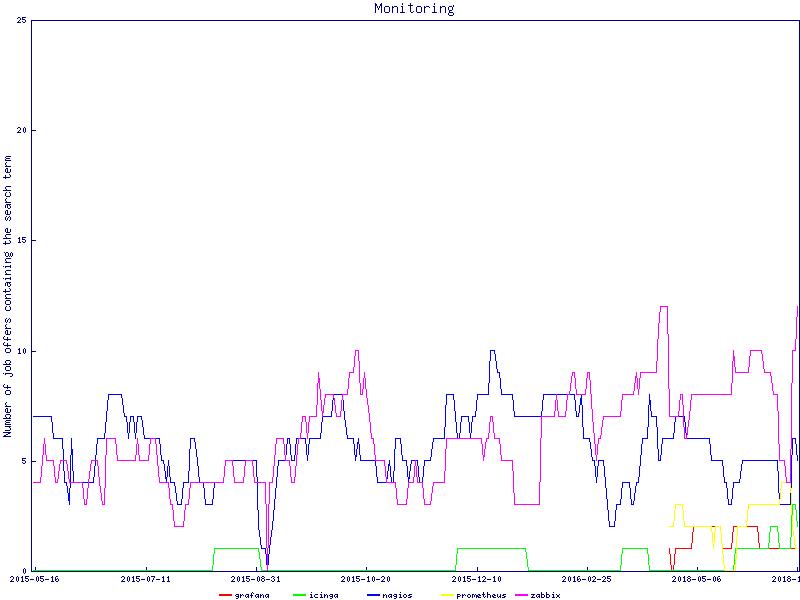 Monitoring
Number of job offers containing the search term
25
20
15
10
5
0
2015-05-16 2015-07-11 2015-08-31 2015-10-20 2015-12-10 2016-02-25 2018-05-06 2018-1
grafana icinga nagios prometheus zabbix